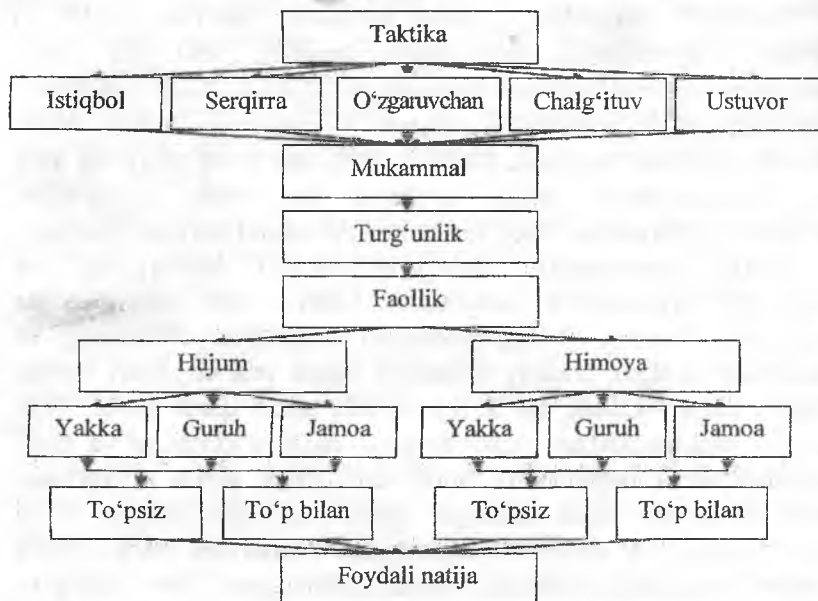 Taktika
Istiqbol Serqirra O‘zgaruvchan Chalg‘ituv Ustuvor
Mukammal
Turg‘unlik
Faollik
Hujum Himoya
Yakka Guruh Jamoa Yakka Guruh Jamoa
To‘psiz To‘p bilan To‘psiz To‘p bilan
Foydali natija